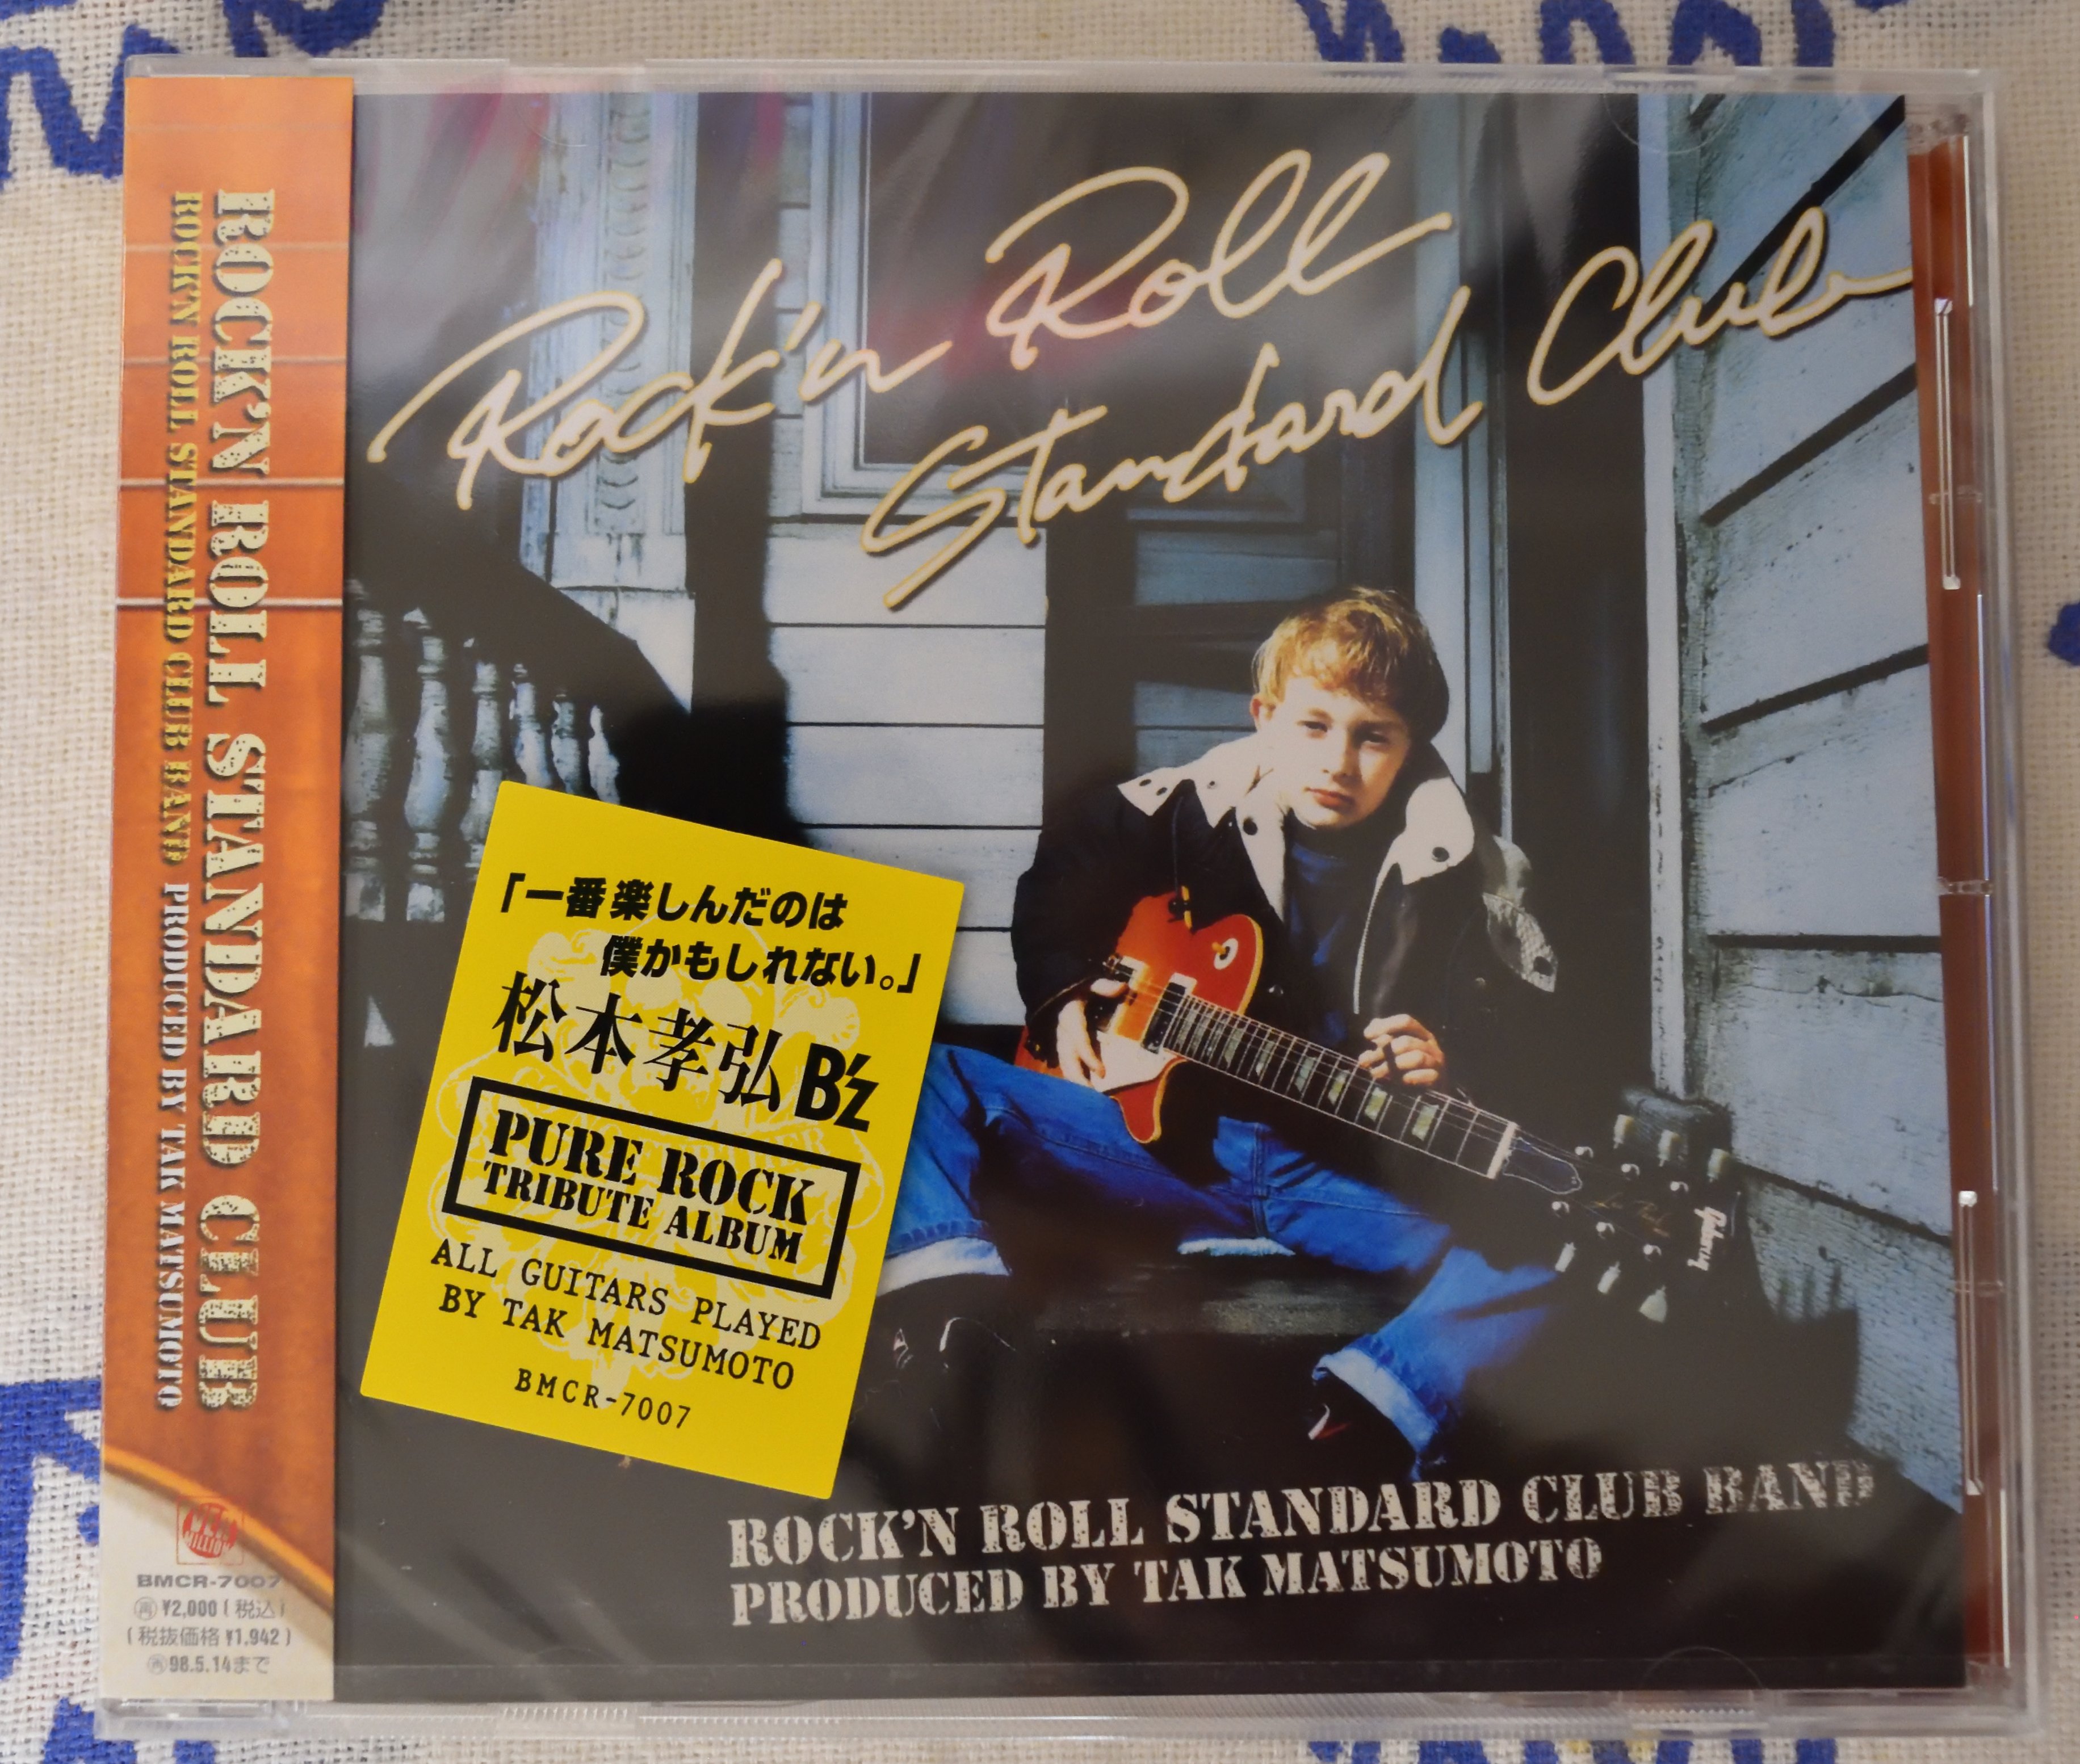 ROCK'N ROLL STANDARD CLUB
ROCK'N ROLL STANDARD CLUB BAND PRODUCED BY TAK MATSUMOTO
BMCR-7007
再 ¥2,000(税込)
(税抜価格 ¥1,942)
再 98.5.14まで
Rock'n Roll
Standard Club
「一番楽しんだのは
僕かもしれない。」
松本孝弘 B'z
PURE ROCK
TRIBUTE ALBUM
ALL GUITARS PLAYED
BY TAK MATSUMOTO
BMCR-7007
Gibson
ROCK'N ROLL STANDARD CLUB BAND
PRODUCED BY TAK MATSUMOTO